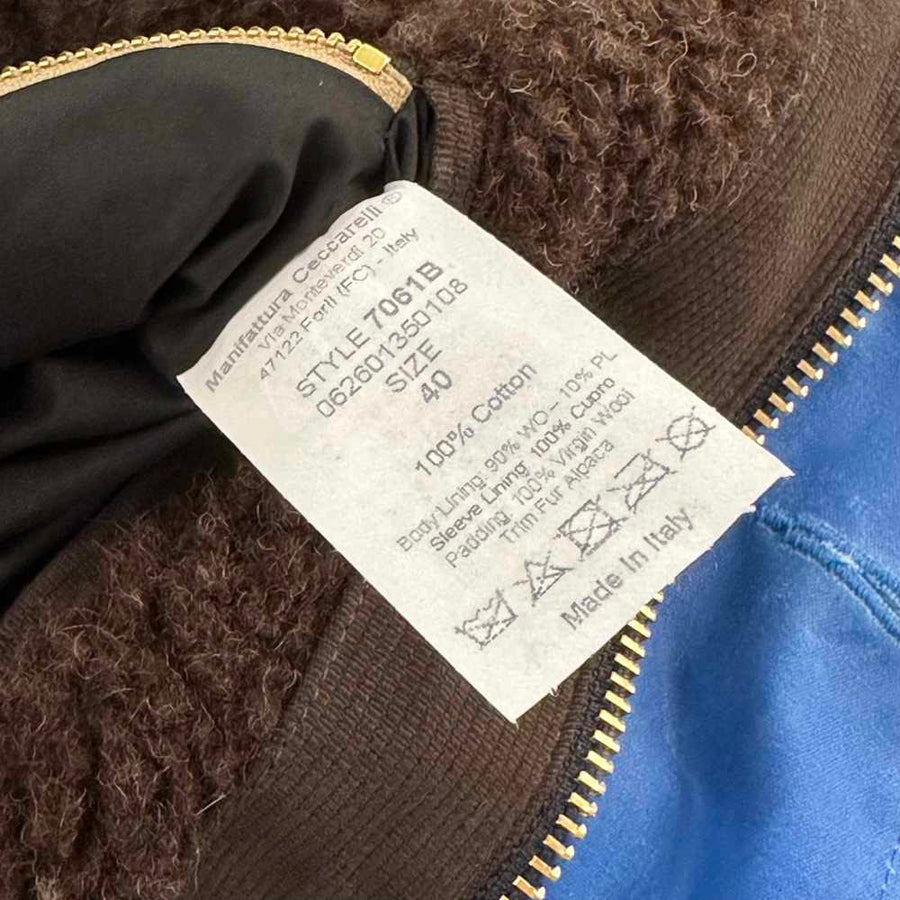 Manifattura Ceccarelli ®
Via Monteverdi 20
47122 Forlì (FC) - Italy
STYLE 7061B
062601350108
SIZE
40
100% Cotton
Body Lining: 90% WO – 10% PL
Sleeve Lining 100% Cupro
Padding, 100% Virgin Wool
Trim Fur Alpaca
Made In Italy